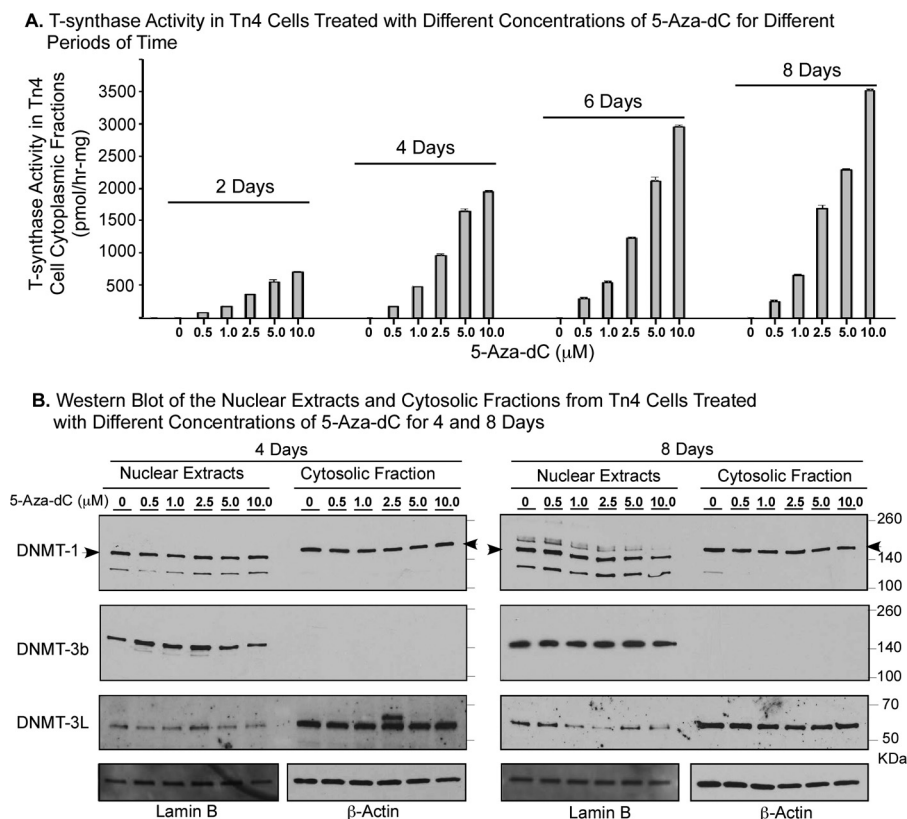 A. T-synthase Activity in Tn4 Cells Treated with Different Concentrations of 5-Aza-dC for Different
Periods of Time
T-synthase Activity in Tn4
Cell Cytoplasmic Fractions
(pmol/hr-mg)
3500
3000
2500
2000
1500
1000
500
2 Days
4 Days
6 Days
8 Days
0 0.5 1.0 2.5 5.0 10.0 0 0.5 1.0 2.5 5.0 10.0 0 0.5 1.0 2.5 5.0 10.0 0 0.5 1.0 2.5 5.0 10.0
5-Aza-dC (μM)
B. Western Blot of the Nuclear Extracts and Cytosolic Fractions from Tn4 Cells Treated
with Different Concentrations of 5-Aza-dC for 4 and 8 Days
4 Days 8 Days
Nuclear Extracts Cytosolic Fraction Nuclear Extracts Cytosolic Fraction
5-Aza-dC (μM) 0 0.5 1.0 2.5 5.0 10.0 0 0.5 1.0 2.5 5.0 10.0 0 0.5 1.0 2.5 5.0 10.0 0 0.5 1.0 2.5 5.0 10.0
260
DNMT-1
140
100
260
DNMT-3b
140
100
70
DNMT-3L
50
KDa
Lamin B β-Actin Lamin B β-Actin